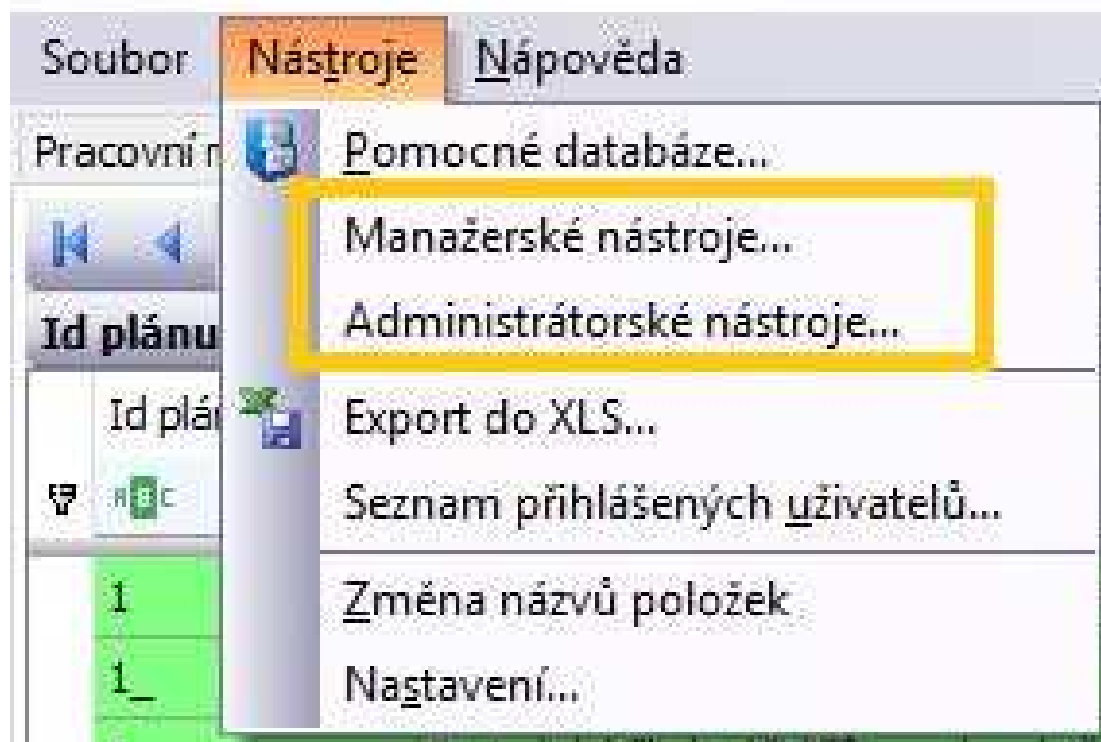 Soubor Nástroje Nápověda
Pracovní
Pomocné databáze...
Manažerské nástroje...
Administrátorské nástroje...
Id plánu
Id
Export do XLS...
Seznam přihlášených uživatelů...
1
Změna názvů položek
1_
Nastavení...